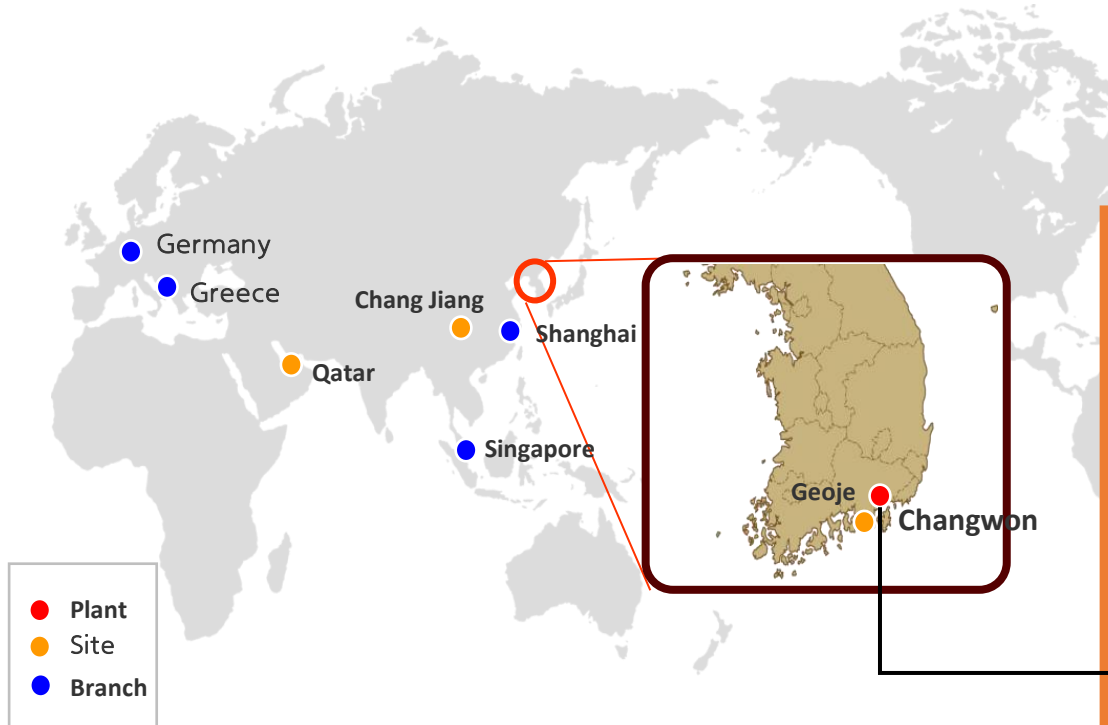 Germany
Greece
Chang Jiang
Shanghai
Qatar
Singapore
Geoje
Changwon
Plant
Site
Branch